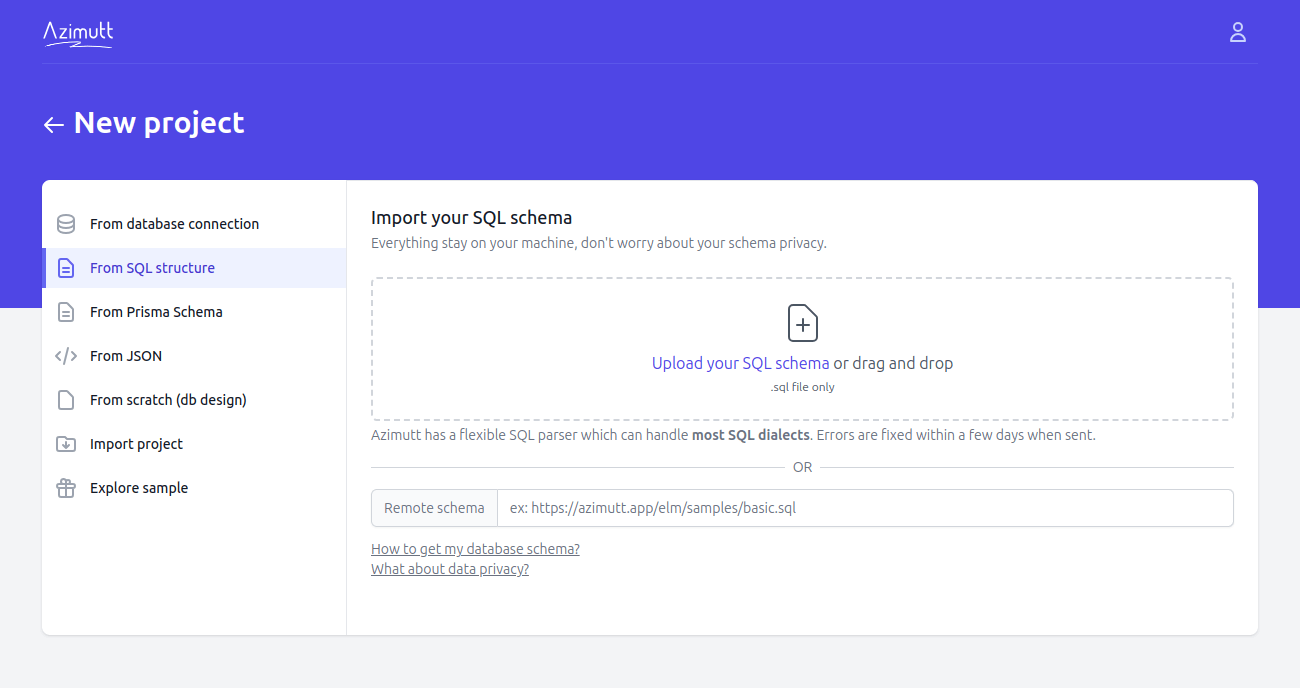 Azimutt
New project
From database connection
From SQL structure
From Prisma Schema
From JSON
From scratch (db design)
Import project
Explore sample
Import your SQL schema
Everything stay on your machine, don't worry about your schema privacy.
Upload your SQL schema or drag and drop
.sql file only
Azimutt has a flexible SQL parser which can handle most SQL dialects. Errors are fixed within a few days when sent.
OR
Remote schema ex: https://azimutt.app/elm/samples/basic.sql
How to get my database schema?
What about data privacy?